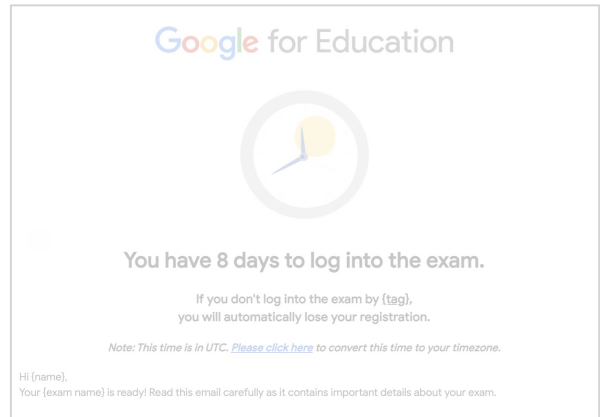 Google for Education
You have 8 days to log into the exam.
If you don't log into the exam by {tag},
you will automatically lose your registration.
Note: This time is in UTC. Please click here to convert this time to your timezone.
Hi {name},
Your {exam name} is ready! Read this email carefully as it contains important details about your exam.